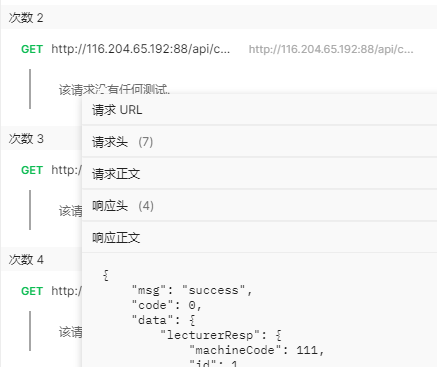 次数 2
GET http://116.204.65.192:88/api/c... http://116.204.65.192:88/api/c...
该请求没有任何测试.
请求 URL
次数 3
请求头 (7)
GET http:/
请求正文
该请
响应头 (4)
响应正文
次数 4
{
GET http:/
"msg": "success",
"code": 0,
"data": {
该请
"lecturerResp": {
"machineCode": 111,
"id": 1